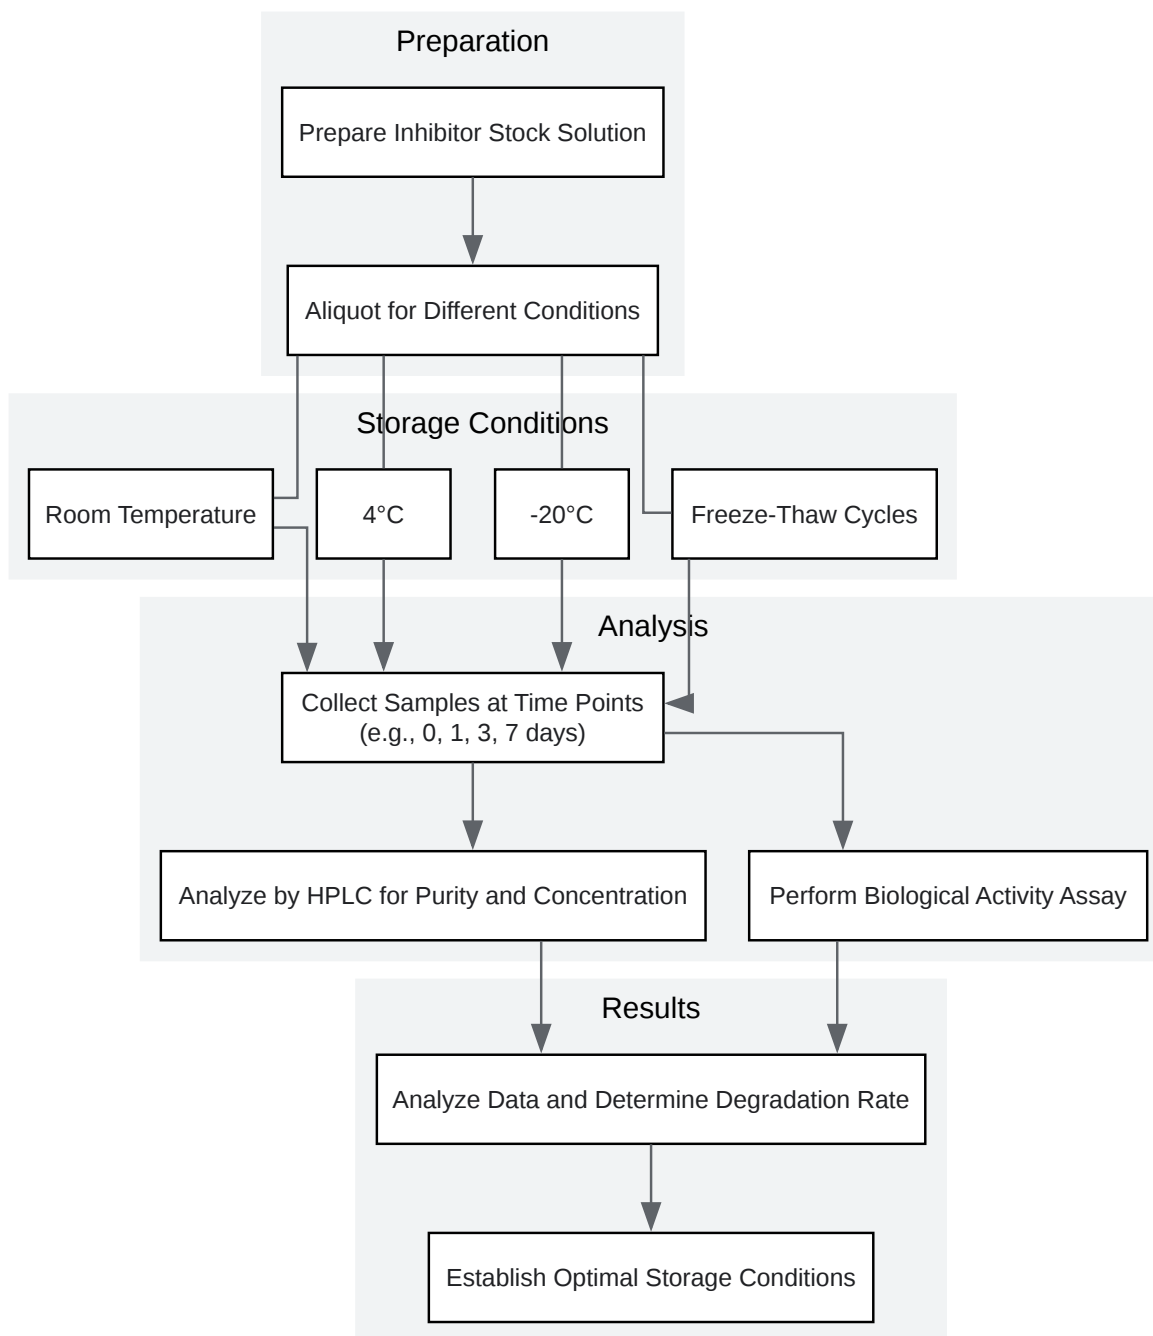 Preparation
Prepare Inhibitor Stock Solution
Aliquot for Different Conditions
Storage Conditions
Room Temperature
4°C
-20°C
Freeze-Thaw Cycles
Analysis
Collect Samples at Time Points
(e.g., 0, 1, 3, 7 days)
Analyze by HPLC for Purity and Concentration
Perform Biological Activity Assay
Results
Analyze Data and Determine Degradation Rate
Establish Optimal Storage Conditions